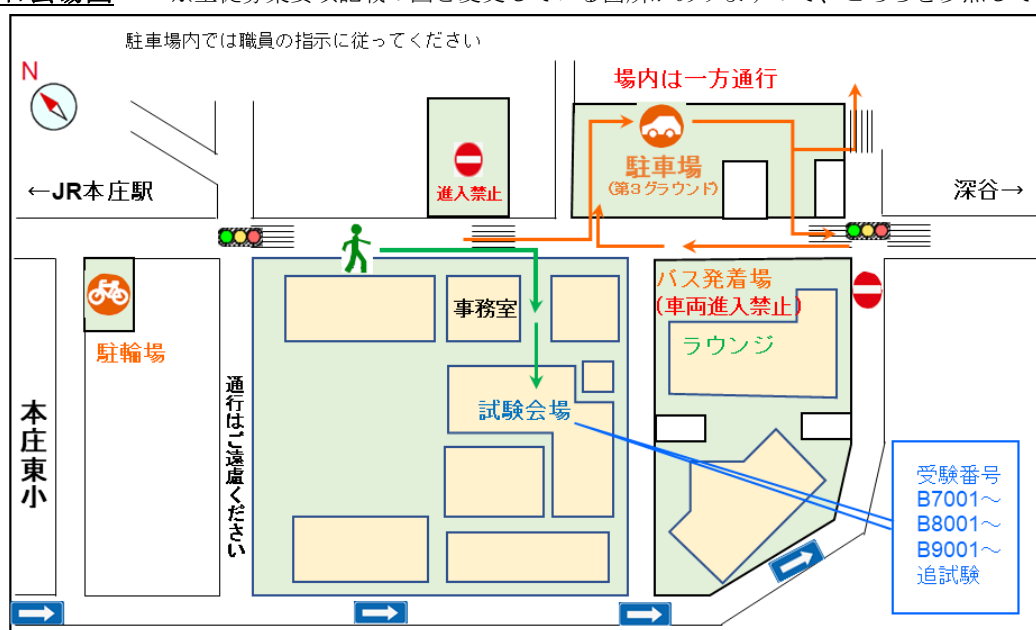 駐車場内では職員の指示に従ってください
N
場内は一方通行
駐車場
(第3グラウンド)
進入禁止
←JR本庄駅
深谷→
バス発着場
(車両進入禁止)
ラウンジ
事務室
駐輪場
試験会場
本庄東小
通行はご遠慮ください
受験番号
B7001～
B8001～
B9001～
追試験